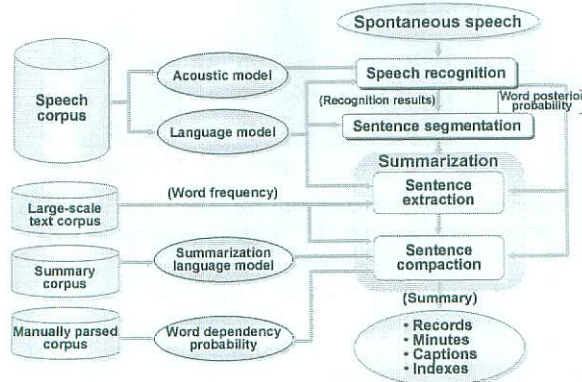 Spontaneous speech
Acoustic model
Speech recognition
Speech
corpus
(Recognition results)
(Word posterior
probability)
Language model
Sentence segmentation
Summarization
(Word frequency)
Sentence
extraction
Large-scale
text corpus
Summarization
language model
Sentence
compaction
Summary
corpus
(Summary)
Manually parsed
corpus
Word dependency
probability
• Records
• Minutes
• Captions
• Indexes